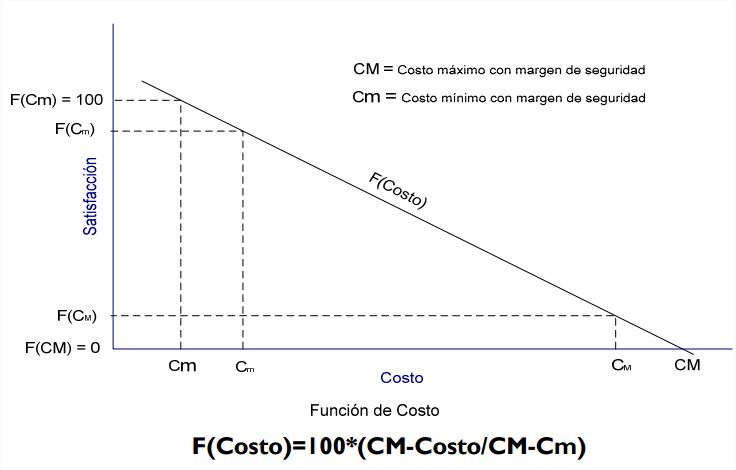 CM = Costo máximo con margen de seguridad
Cm = Costo mínimo con margen de seguridad
F(Cm) = 100
F(Cm)
Satisfacción
F(Costo)
F(CM)
F(CM) = 0
Cm
Cm
CM
CM
Costo
Función de Costo
F(Costo)=100*(CM-Costo/CM-Cm)